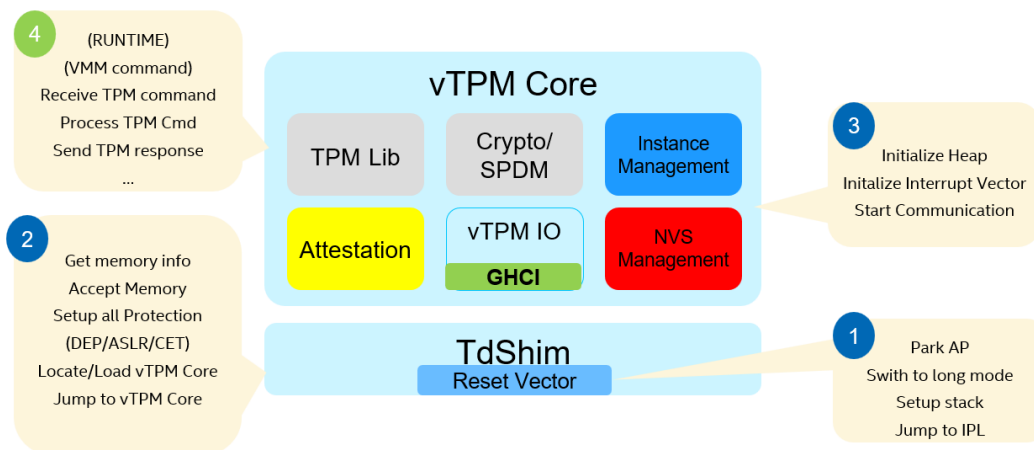 4
(RUNTIME)
(VMM command)
Receive TPM command
Process TPM Cmd
Send TPM response
...
vTPM Core
TPM Lib
Crypto/
SPDM
Instance
Management
Attestation
vTPM IO
GHCI
NVS
Management
3
Initialize Heap
Initalize Interrupt Vector
Start Communication
2
Get memory info
Accept Memory
Setup all Protection
(DEP/ASLR/CET)
Locate/Load vTPM Core
Jump to vTPM Core
TdShim
Reset Vector
1
Park AP
Swith to long mode
Setup stack
Jump to IPL